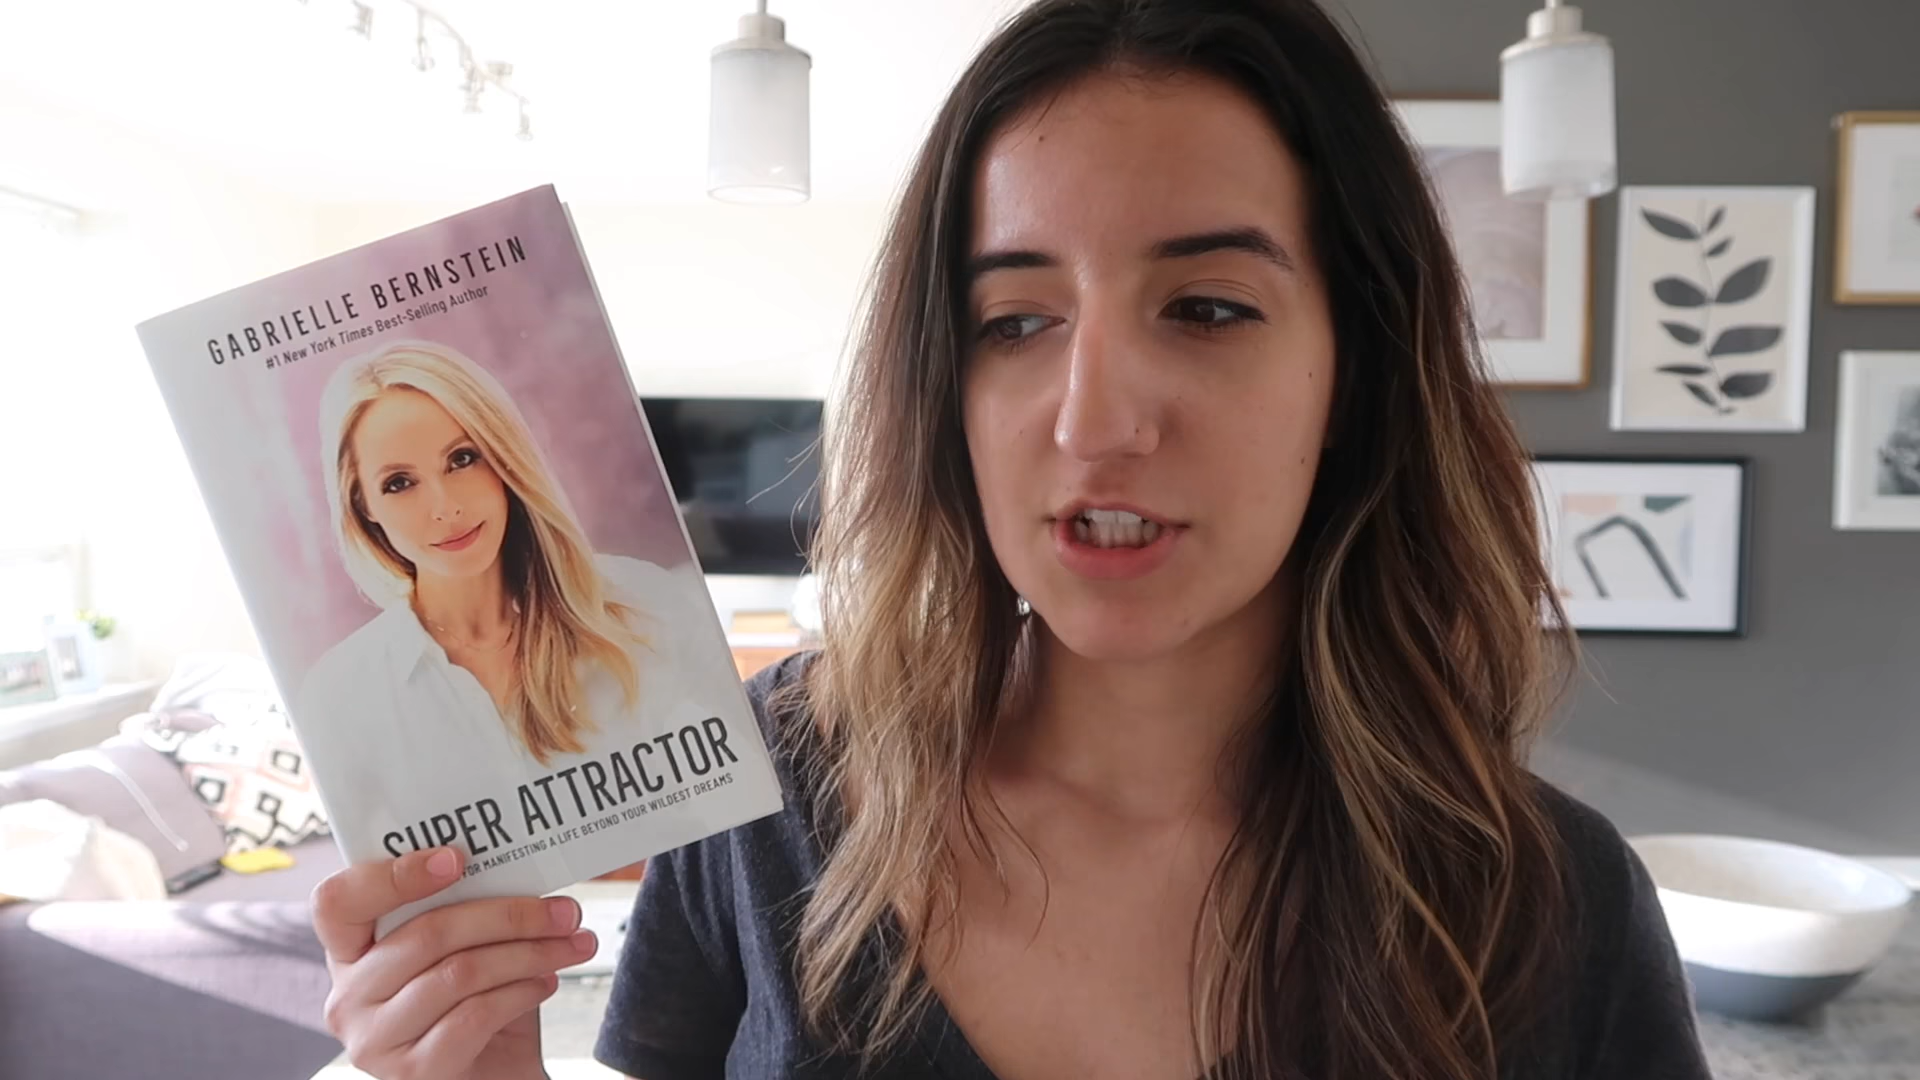 GABRIELLE BERNSTEIN
#1 New York Times Best-Selling Author
SUPER ATTRACTOR
FOR MANIFESTING A LIFE BEYOND YOUR WILDEST DREAMS